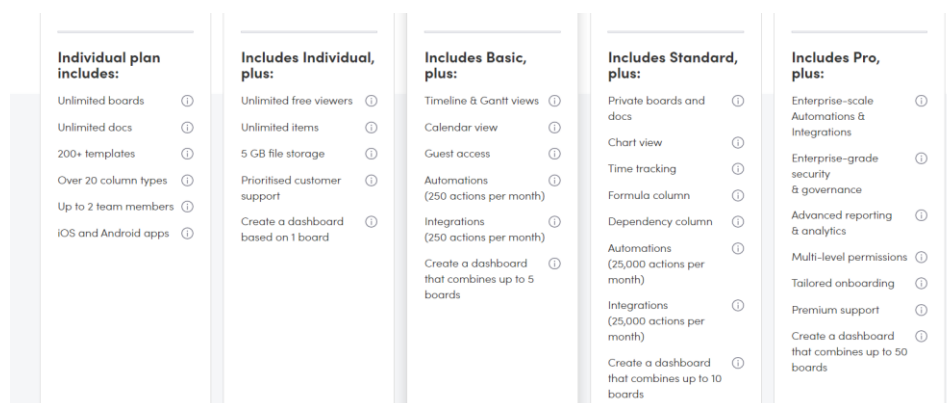 Individual plan
includes:
Unlimited boards
Unlimited docs
200+ templates
Over 20 column types
Up to 2 team members
iOS and Android apps
Includes Individual,
plus:
Unlimited free viewers
Unlimited items
5 GB file storage
Prioritised customer
support
Create a dashboard
based on 1 board
Includes Basic,
plus:
Timeline & Gantt views
Calendar view
Guest access
Automations
(250 actions per month)
Integrations
(250 actions per month)
Create a dashboard
that combines up to 5
boards
Includes Standard,
plus:
Private boards and
docs
Chart view
Time tracking
Formula column
Dependency column
Automations
(25,000 actions per
month)
Integrations
(25,000 actions per
month)
Create a dashboard
that combines up to 10
boards
Includes Pro,
plus:
Enterprise-scale
Automations &
Integrations
Enterprise-grade
security
& governance
Advanced reporting
& analytics
Multi-level permissions
Tailored onboarding
Premium support
Create a dashboard
that combines up to 50
boards